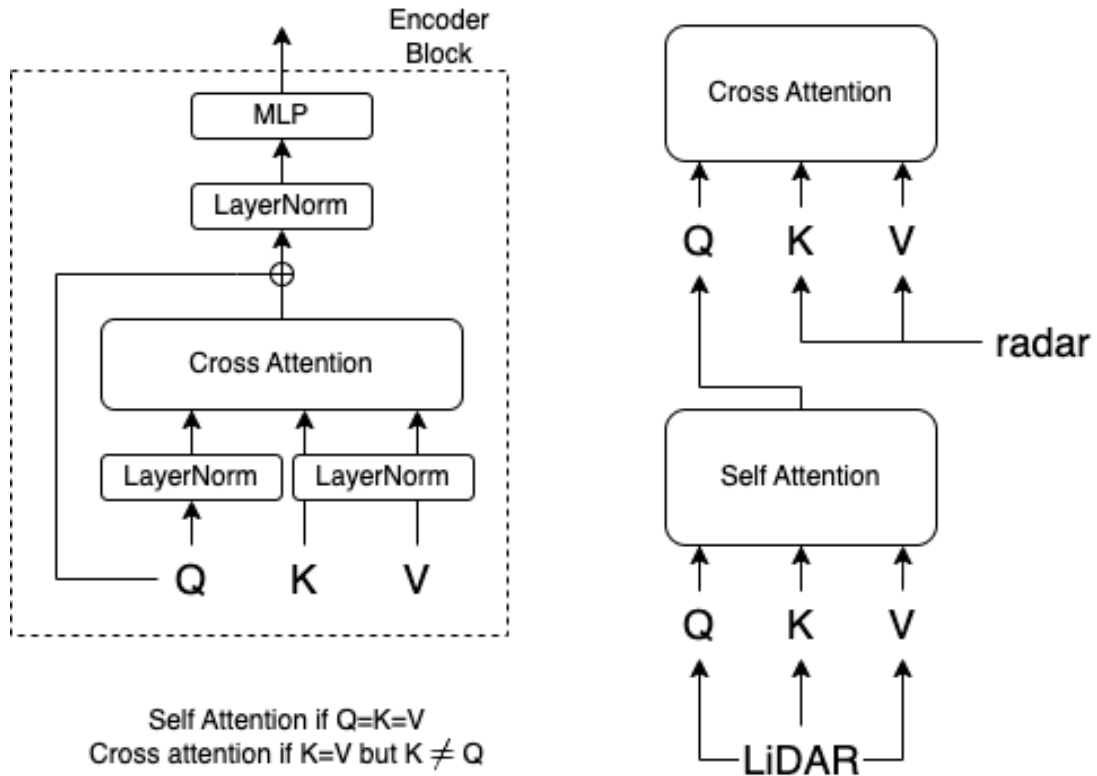 Encoder
Block
MLP
LayerNorm
Cross Attention
LayerNorm LayerNorm
Q K V
Self Attention if Q=K=V
Cross attention if K=V but K ≠ Q
Cross Attention
Q K V
radar
Self Attention
Q K V
LiDAR